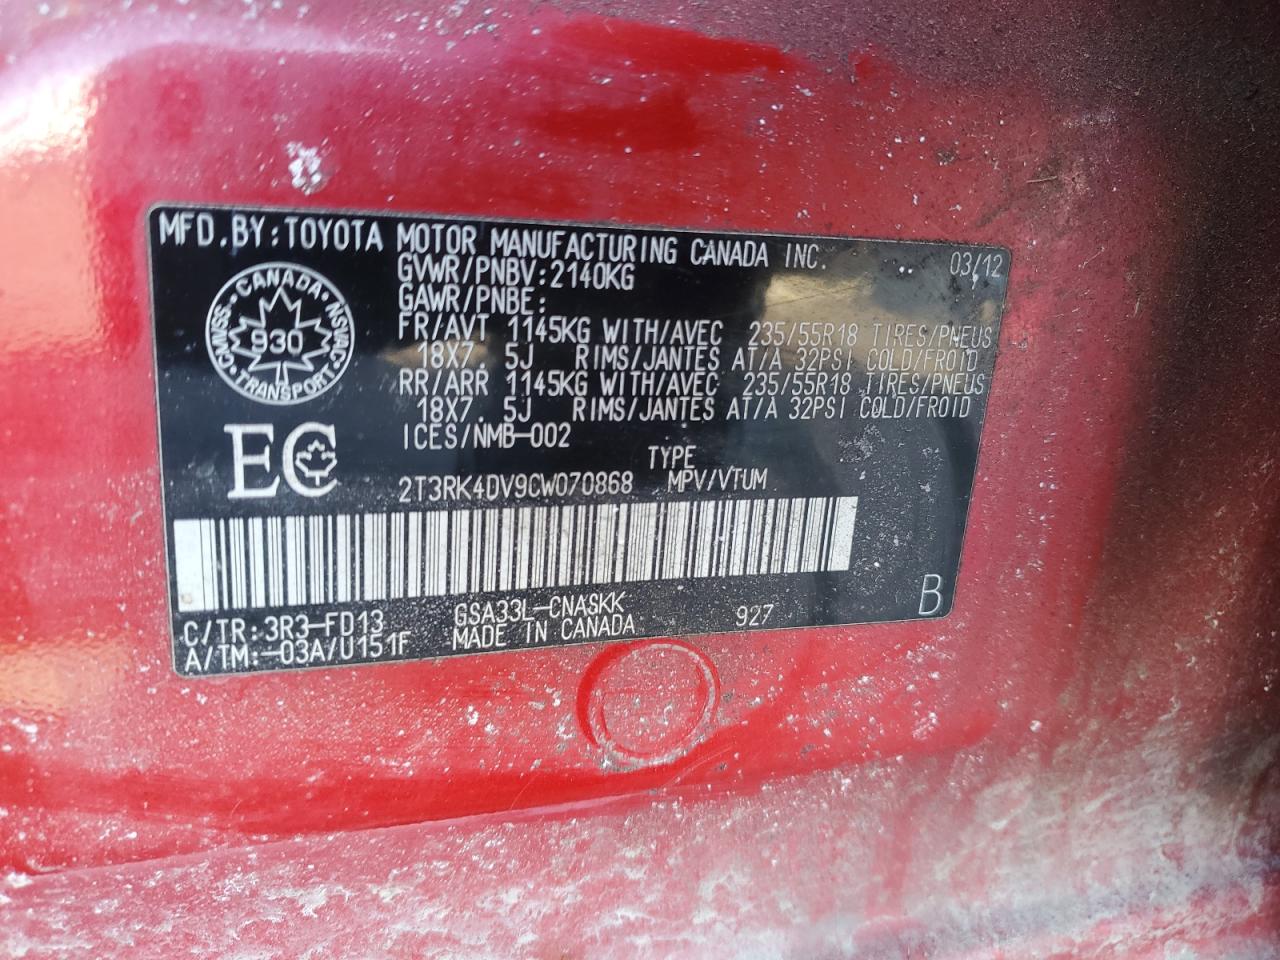 MFD.BY:TOYOTA MOTOR MANUFACTURING CANADA INC. 03/12
GVWR/PNBV:2140KG
GAWR/PNBE:
FR/AVT 1145KG WITH/AVEC 235/55R18 TIRES/PNEUS
18X7.5J RIMS/JANTES AT/A 32PSI COLD/FROID
RR/ARR 1145KG WITH/AVEC 235/55R18 TIRES/PNEUS
18X7.5J RIMS/JANTES AT/A 32PSI COLD/FROID
ICES/NMB-002
CANADA
CMVSS 930 NSVAC
TRANSPORT
EC
TYPE
2T3RK4DV9CW070868 MPV/VTUM
C/TR:3R3-FD13 GSA33L-CNASKK 927 B
A/TM:-03A/U151F MADE IN CANADA